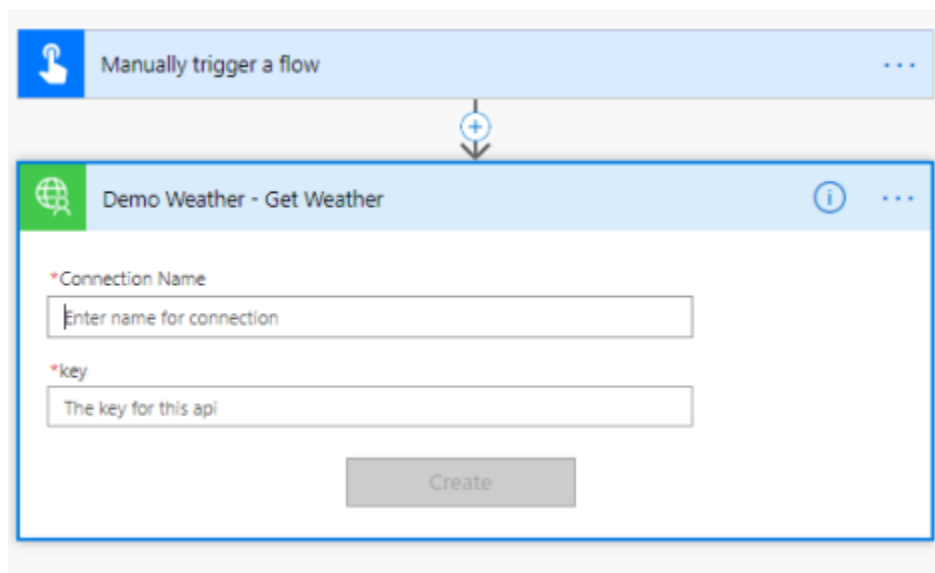 Manually trigger a flow
Demo Weather - Get Weather
*Connection Name
Enter name for connection
*key
The key for this api
Create